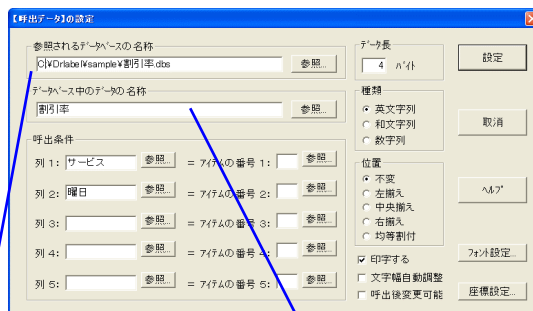 【呼出データ】の設定
参照されるデータベースの名称
C:¥Drlabel¥sample¥割引率.dbs
参照...
データベース中のデータの名称
割引率
参照...
呼出条件
列 1: サービス 参照... = アイテムの番号 1: 参照...
列 2: 曜日 参照... = アイテムの番号 2: 参照...
列 3: 参照... = アイテムの番号 3: 参照...
列 4: 参照... = アイテムの番号 4: 参照...
列 5: 参照... = アイテムの番号 5: 参照...
データ長
4 バイト
種類
英文字列
和文字列
数字列
位置
不変
左揃え
中央揃え
右揃え
均等割付
印字する
文字幅自動調整
呼出後変更可能
設定
取消
ヘルプ
フォント設定...
座標設定...